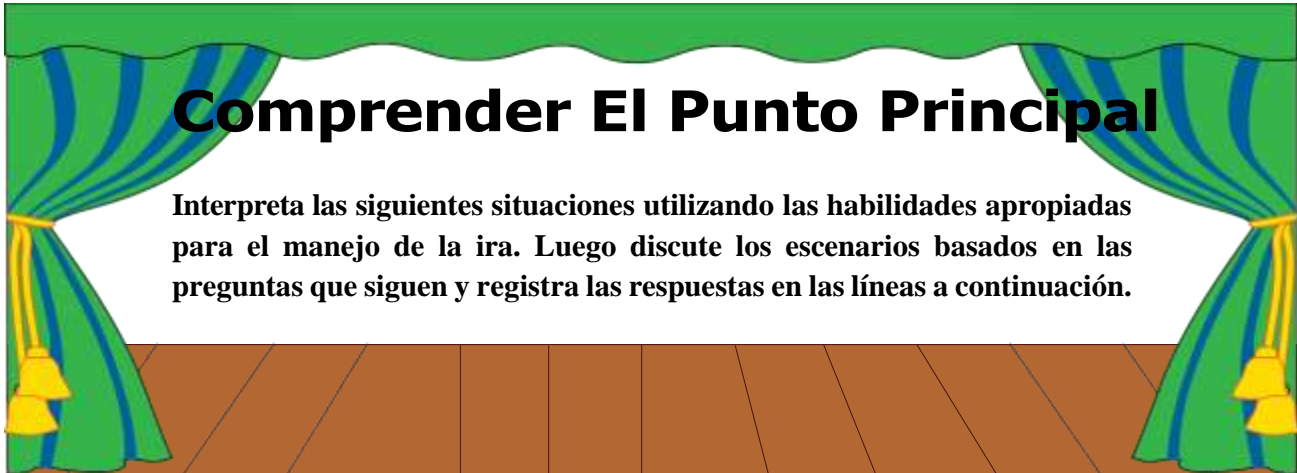 Comprender El Punto Principal
Interpreta las siguientes situaciones utilizando las habilidades apropiadas
para el manejo de la ira. Luego discute los escenarios basados en las
preguntas que siguen y registra las respuestas en las líneas a continuación.